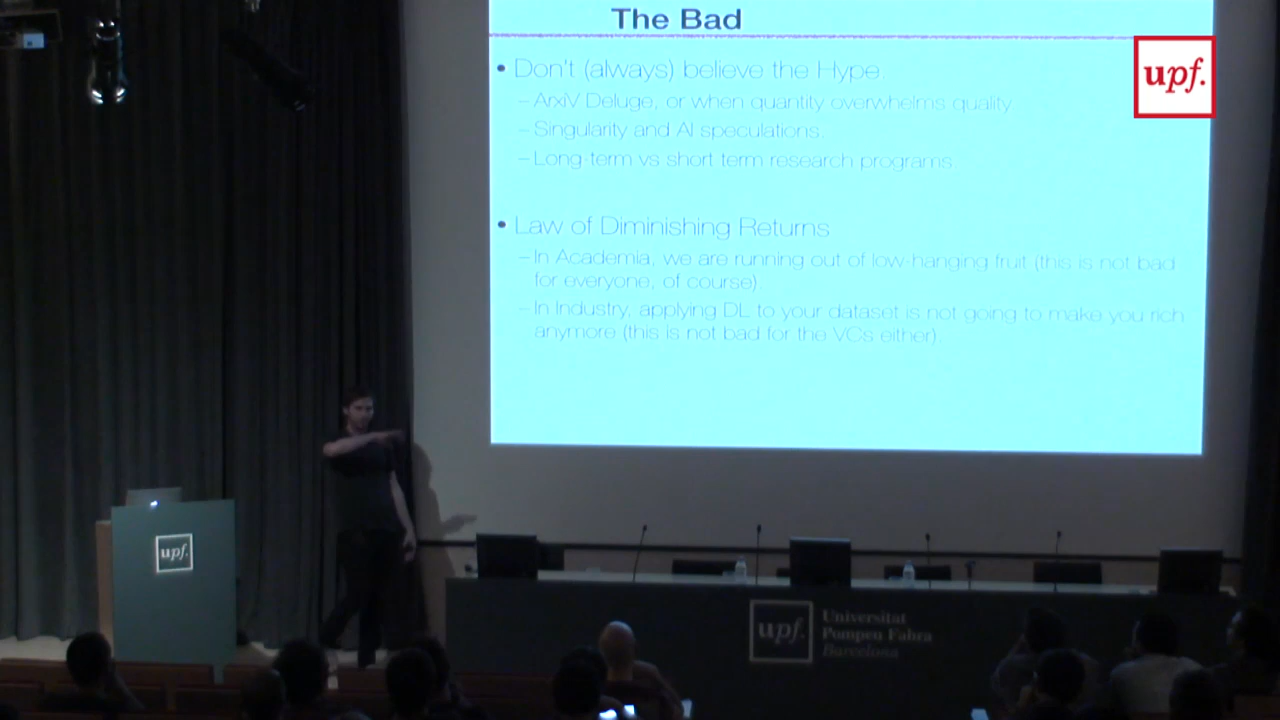 The Bad
• Don't (always) believe the Hype.
– ArxiV Deluge, or when quantity overwhelms quality
– Singularity and AI speculations.
– Long-term vs short term research programs
• Law of Diminishing Returns
– In Academia, we are running out of low-hanging fruit (this is not bad
for everyone, of course).
– In Industry, applying DL to your dataset is not going to make you rich
anymore (this is not bad for the VCs either).
upf.
upf.
upf.
Universitat
Pompeu Fabra
Barcelona